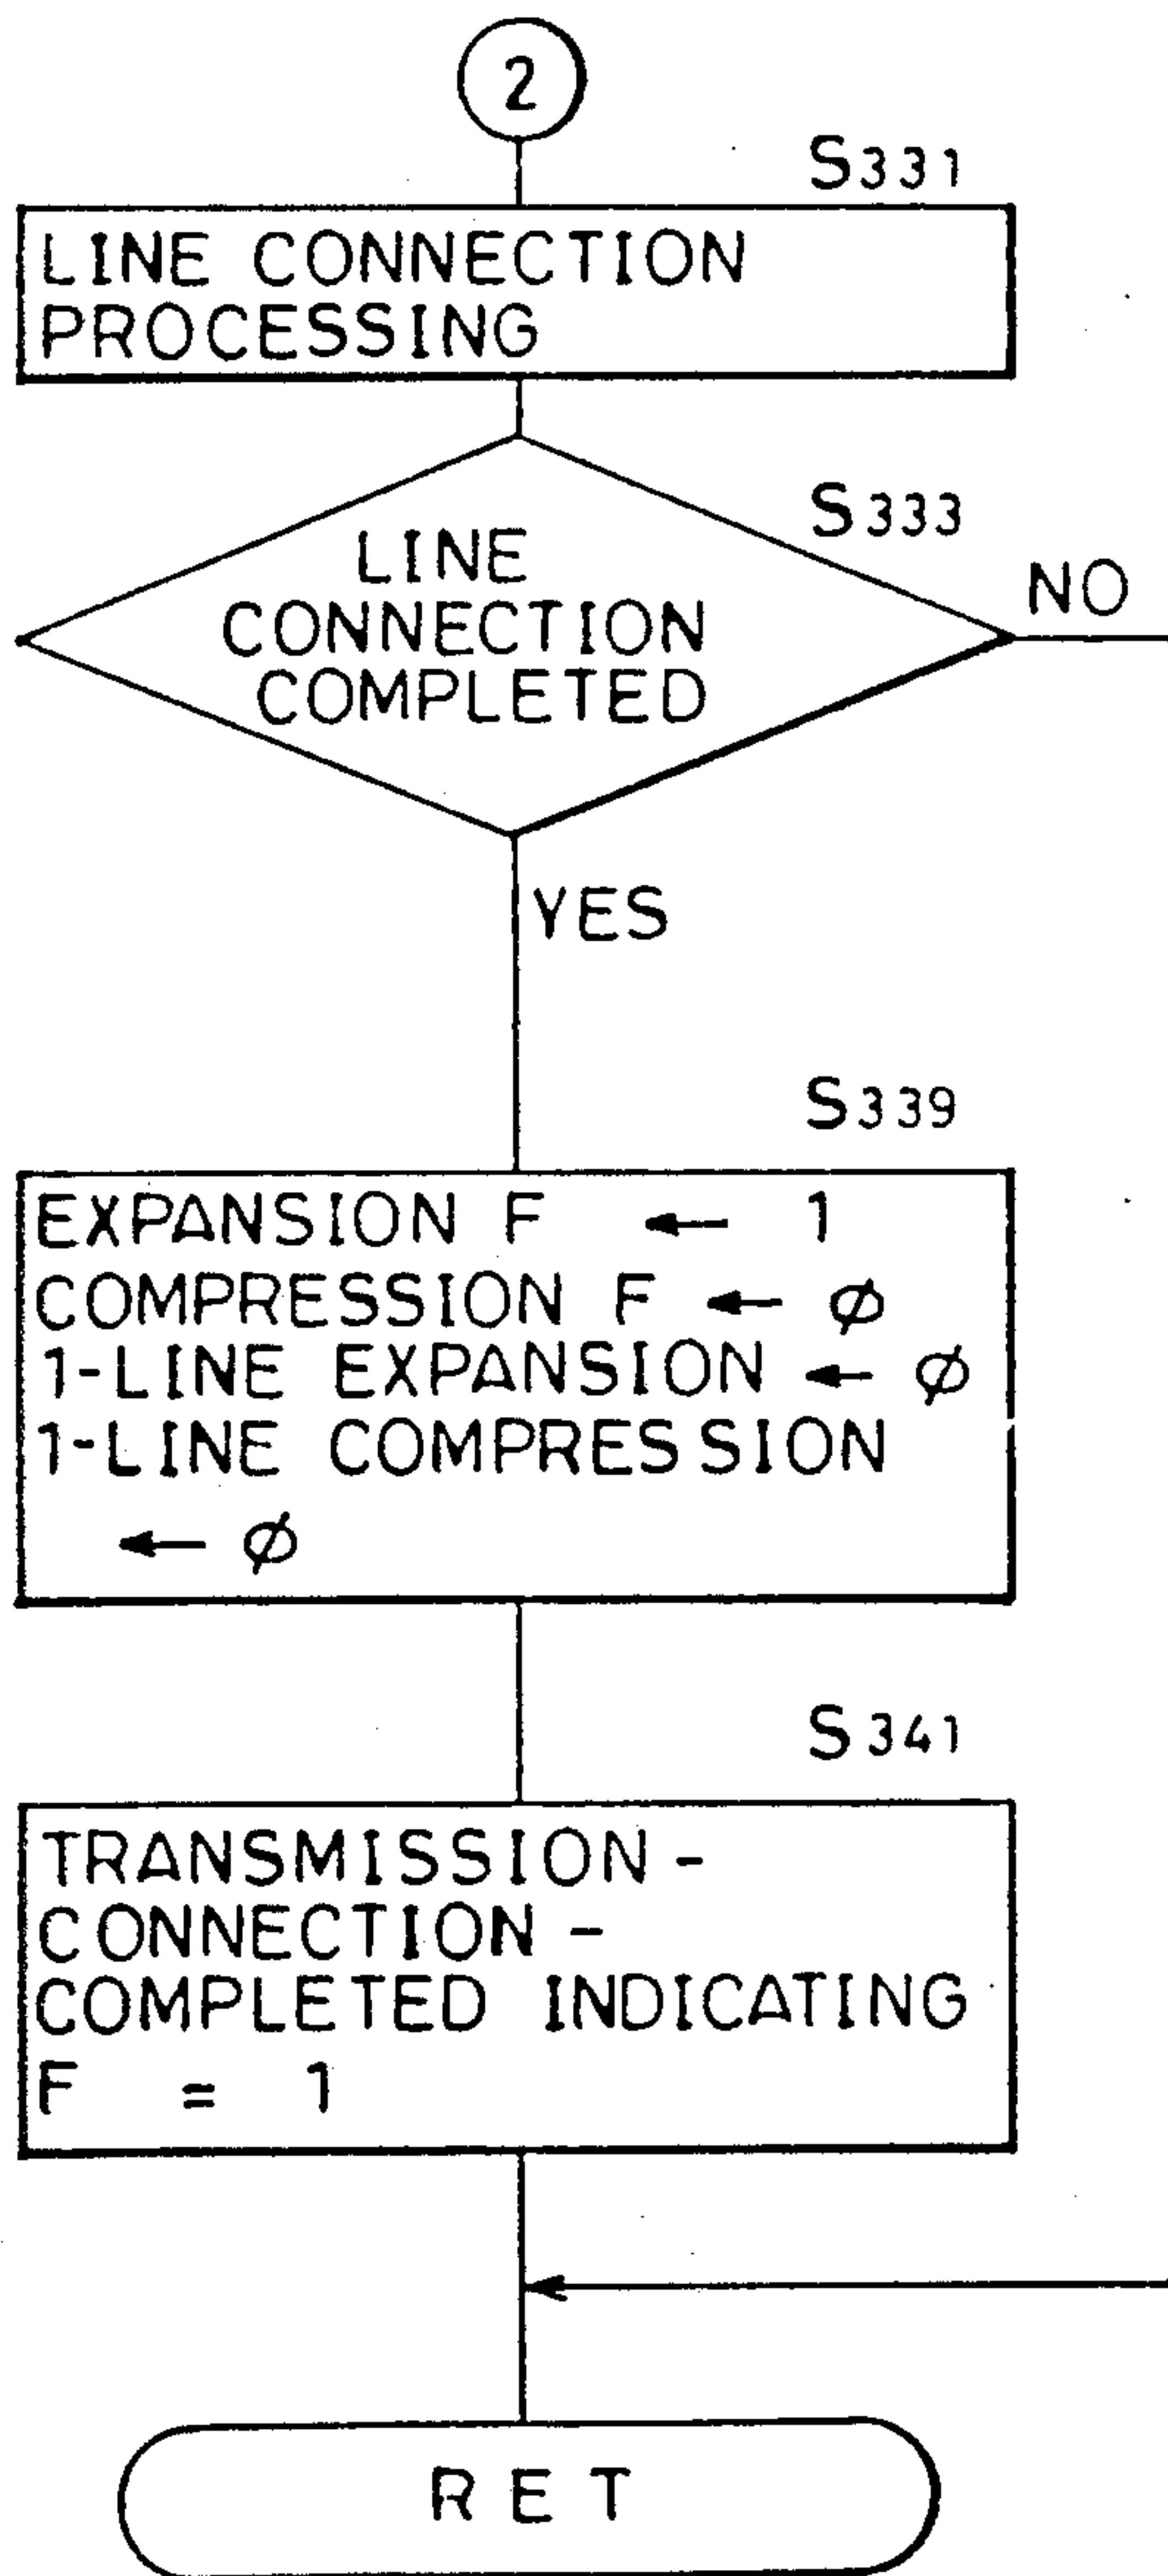 2
S331
LINE CONNECTION
PROCESSING
S333
LINE
CONNECTION
COMPLETED
NO
YES
S339
EXPANSION F ← 1
COMPRESSION F ← ϕ
1-LINE EXPANSION ← ϕ
1-LINE COMPRESSION
← ϕ
S341
TRANSMISSION-
CONNECTION-
COMPLETED INDICATING
F = 1
RET